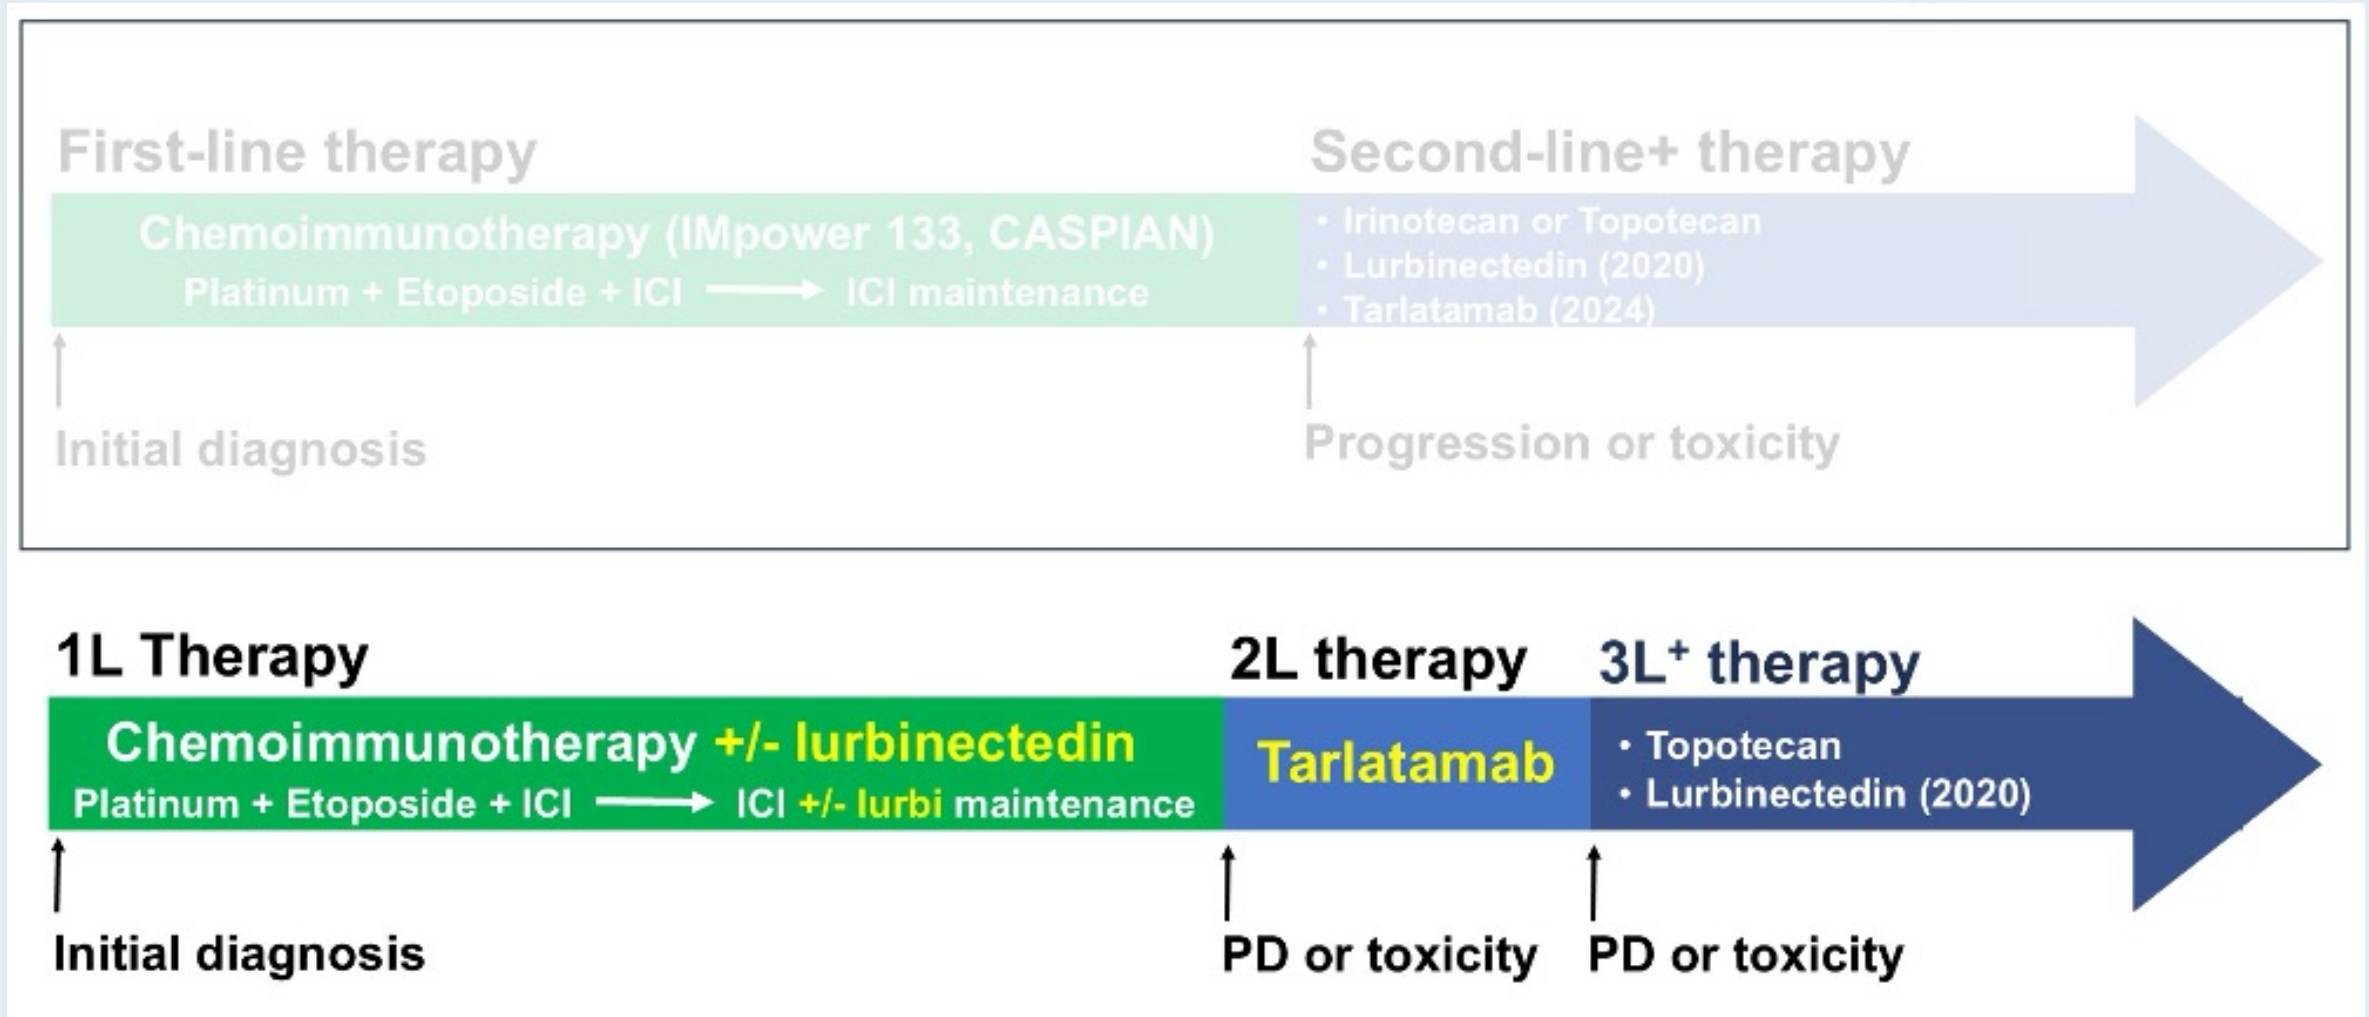 First-line therapy
Second-line+ therapy
Chemoimmunotherapy (IMpower 133, CASPIAN)
Platinum + Etoposide + ICI → ICI maintenance
• Irinotecan or Topotecan
• Lurbinectedin (2020)
• Tarlatamab (2024)
Initial diagnosis
Progression or toxicity
1L Therapy
2L therapy
3L⁺ therapy
Chemoimmunotherapy +/- lurbinectedin
Platinum + Etoposide + ICI → ICI +/- lurbi maintenance
Tarlatamab
• Topotecan
• Lurbinectedin (2020)
Initial diagnosis
PD or toxicity
PD or toxicity